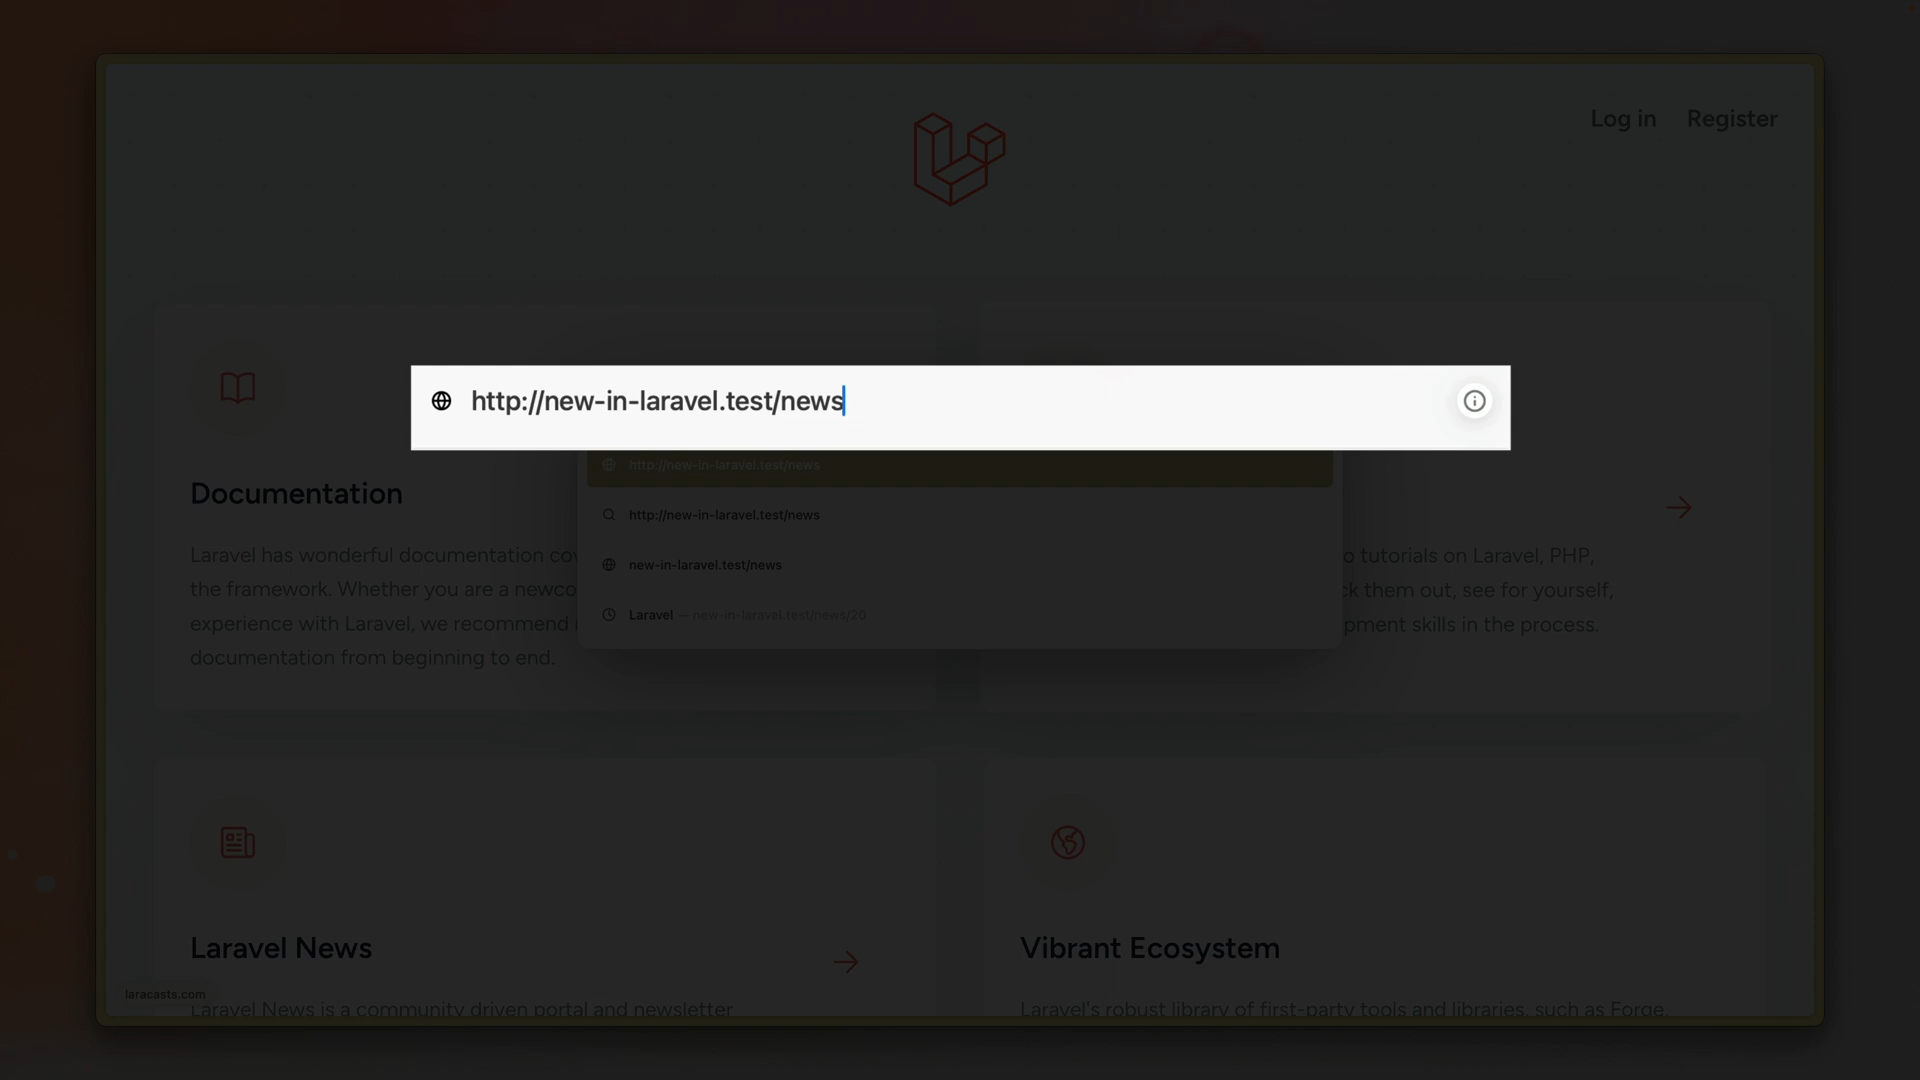 Log in Register
http://new-in-laravel.test/news
http://new-in-laravel.test/news
http://new-in-laravel.test/news
new-in-laravel.test/news
Laravel — new-in-laravel.test/news/20
Documentation
Laravel has wonderful documentation cov
the framework. Whether you are a newco
experience with Laravel, we recommend
documentation from beginning to end.
o tutorials on Laravel, PHP,
ck them out, see for yourself,
pment skills in the process.
Laravel News
Laravel News is a community driven portal and newsletter
Vibrant Ecosystem
Laravel's robust library of first-party tools and libraries, such as Forge,
laracasts.com